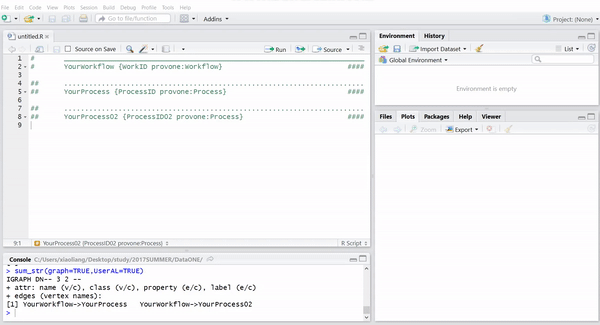 File Edit Code View Plots Session Build Debug Profile Tools Help
Go to file/function Addins Project: (None)
untitled.R
Source on Save Run Source
1 #
2 # YourWorkflow {WorkID provone:Workflow} ####
3
4 ## ........................................................................
5 ## YourProcess {ProcessID provone:Process} ####
6
7 ## ........................................................................
8 ## YourProcess02 {ProcessID02 provone:Process} ####
9
9:1 YourProcess02 {ProcessID02 provone:Process} R Script
Console C:/Users/xiaoliang/Desktop/study/2017SUMMER/DataONE/
> sum_str(graph=TRUE,UserAL=TRUE)
IGRAPH DN-- 3 2 --
+ attr: name (v/c), class (v/c), property (e/c), label (e/c)
+ edges (vertex names):
[1] YourWorkflow->YourProcess YourWorkflow->YourProcess02
>
Environment History
Import Dataset List
Global Environment
Environment is empty
Files Plots Packages Help Viewer
Zoom Export